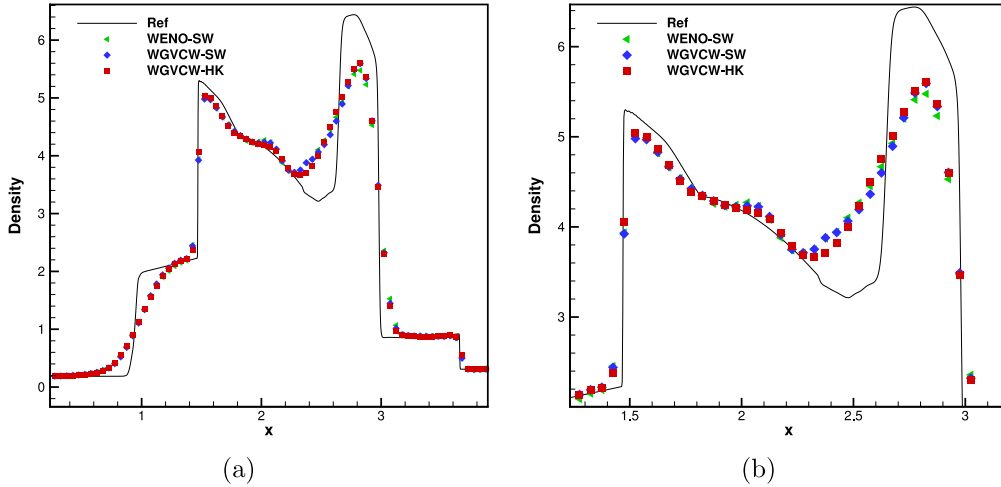 Ref
WENO-SW
WGVCW-SW
WGVCW-HK
Density
6
5
4
3
2
1
0
1
2
3
x
(a)
Ref
WENO-SW
WGVCW-SW
WGVCW-HK
Density
6
5
4
3
1.5
2
2.5
3
x
(b)